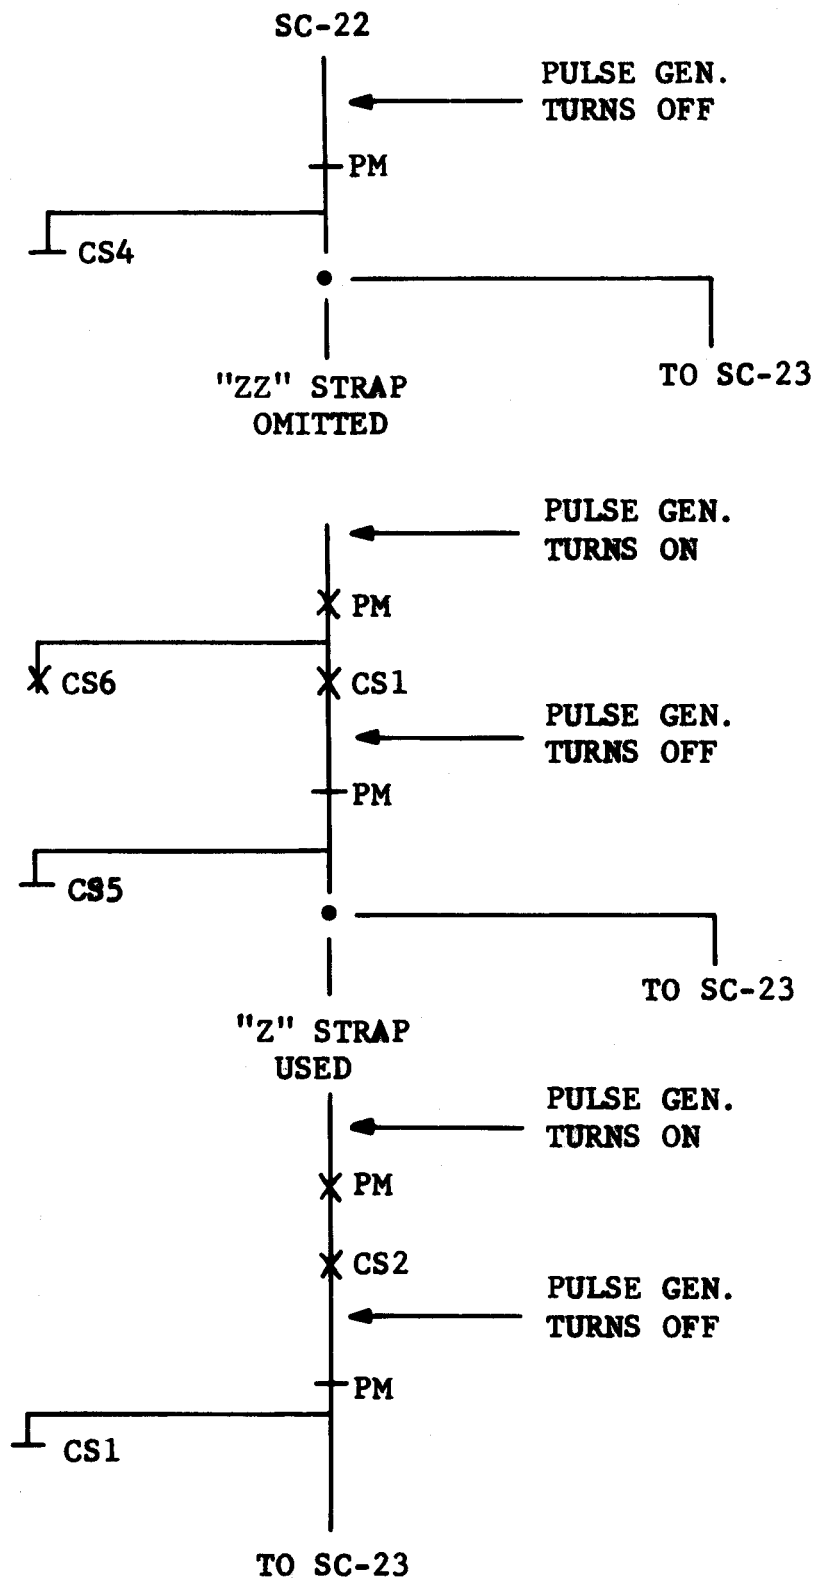 SC-22
PULSE GEN.
TURNS OFF
PM
CS4
TO SC-23
"ZZ" STRAP
OMITTED
PULSE GEN.
TURNS ON
PM
CS6
CS1
PULSE GEN.
TURNS OFF
PM
CS5
TO SC-23
"Z" STRAP
USED
PULSE GEN.
TURNS ON
PM
CS2
PULSE GEN.
TURNS OFF
PM
CS1
TO SC-23